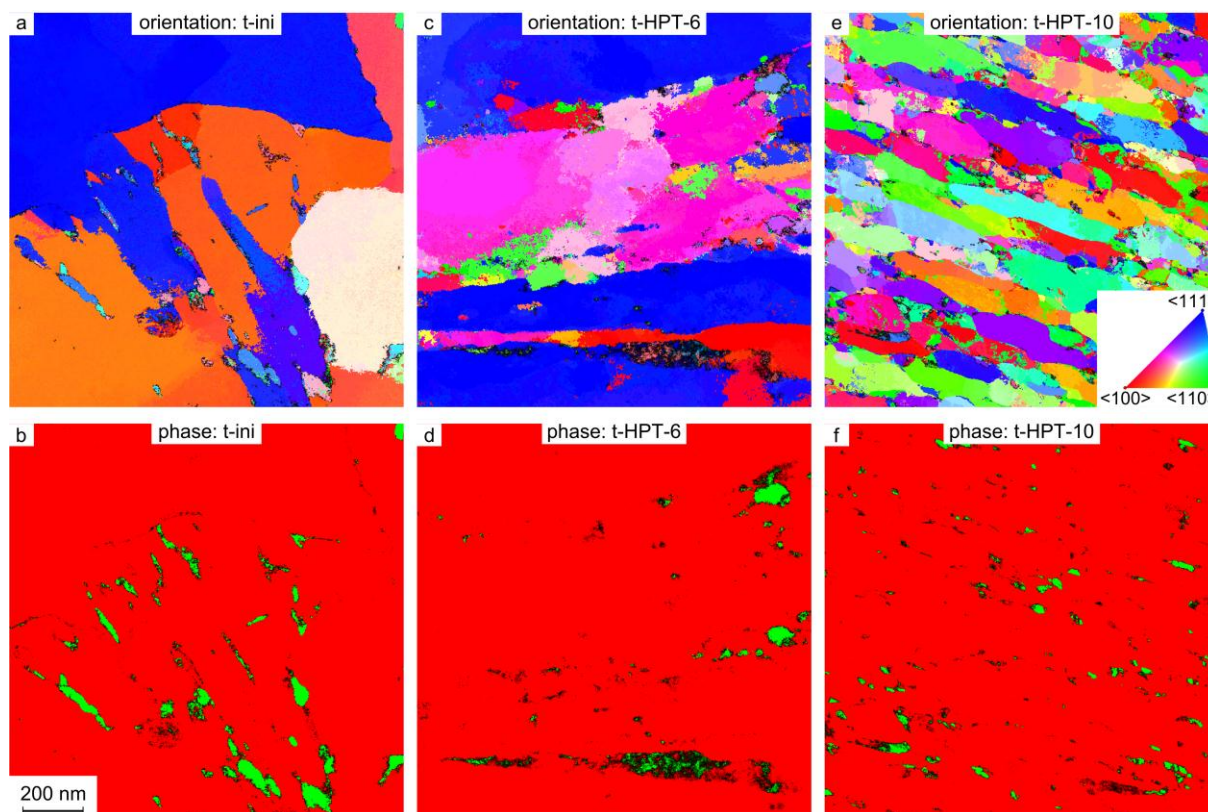 a
orientation: t-ini
c
orientation: t-HPT-6
e
orientation: t-HPT-10
<111>
<100>
<110>
b
phase: t-ini
d
phase: t-HPT-6
f
phase: t-HPT-10
200 nm